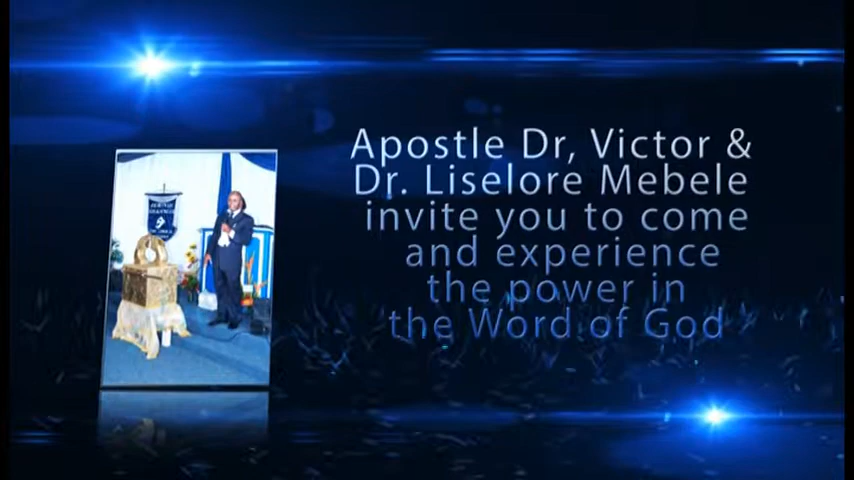 Apostle Dr, Victor &
Dr. Liselore Mebele
invite you to come
and experience
the power in
the Word of God